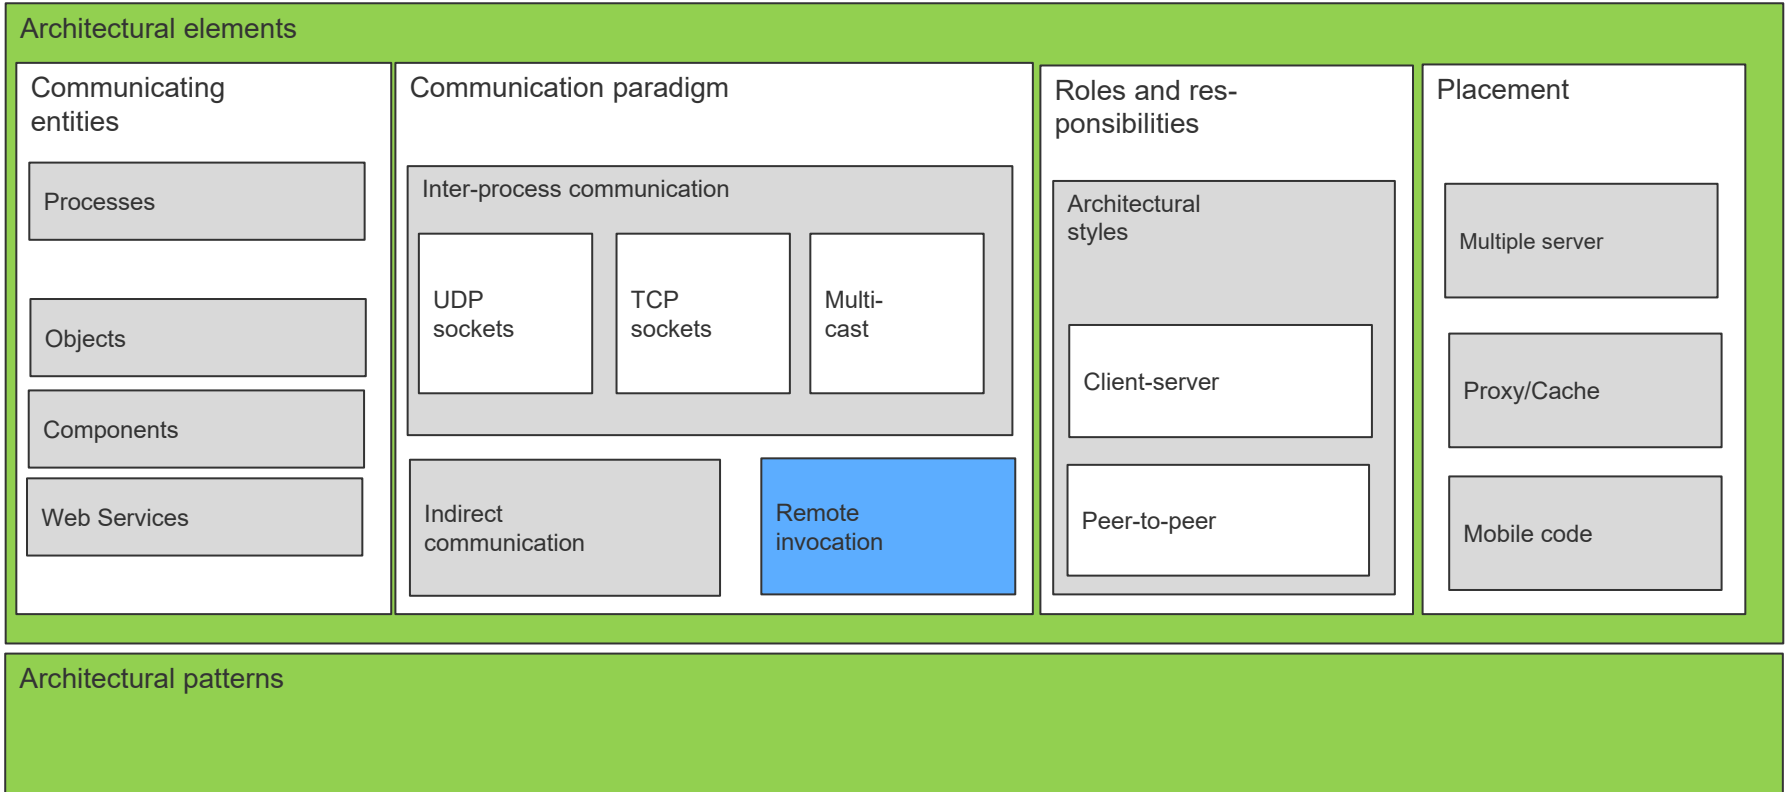 Architectural elements
Communicating
entities
Processes
Objects
Components
Web Services
Communication paradigm
Inter-process communication
UDP
sockets
TCP
sockets
Multi-
cast
Indirect
communication
Remote
invocation
Roles and res-
ponsibilities
Architectural
styles
Client-server
Peer-to-peer
Placement
Multiple server
Proxy/Cache
Mobile code
Architectural patterns